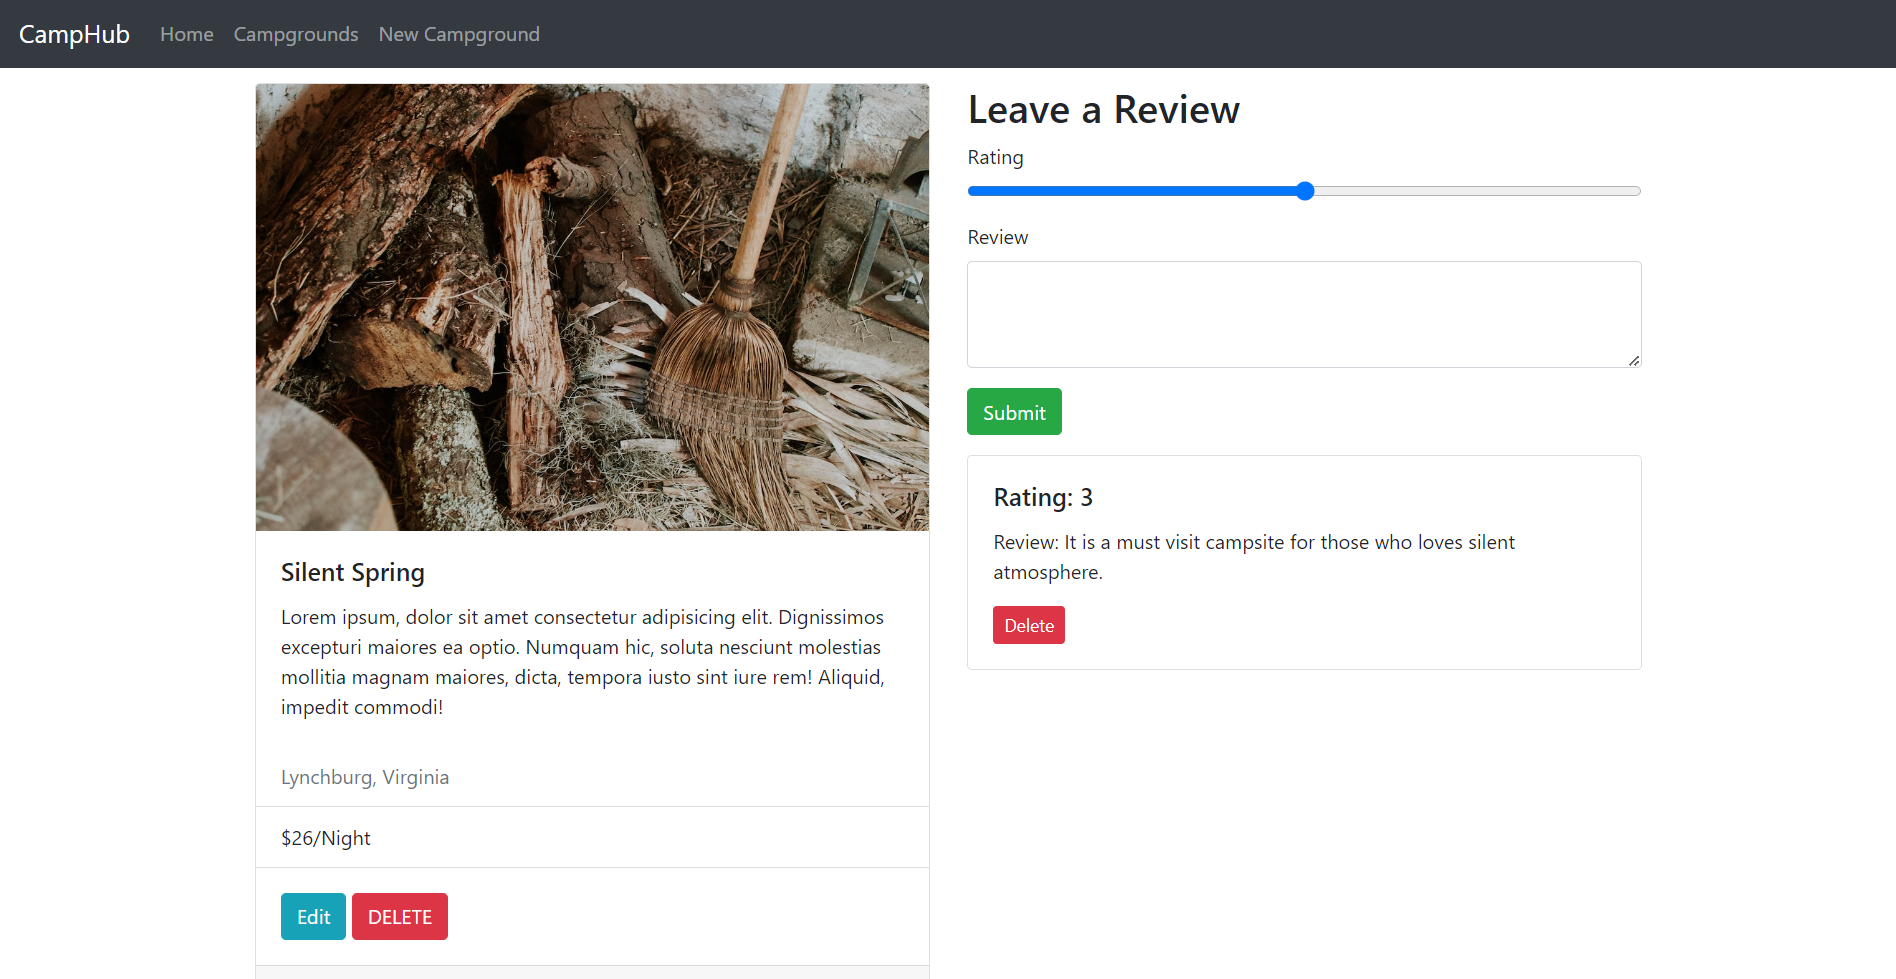 CampHub Home Campgrounds New Campground
Silent Spring
Lorem ipsum, dolor sit amet consectetur adipisicing elit. Dignissimos
excepturi maiores ea optio. Numquam hic, soluta nesciunt molestias
mollitia magnam maiores, dicta, tempora iusto sint iure rem! Aliquid,
impedit commodi!
Lynchburg, Virginia
$26/Night
Edit DELETE
Leave a Review
Rating
Review
Submit
Rating: 3
Review: It is a must visit campsite for those who loves silent
atmosphere.
Delete